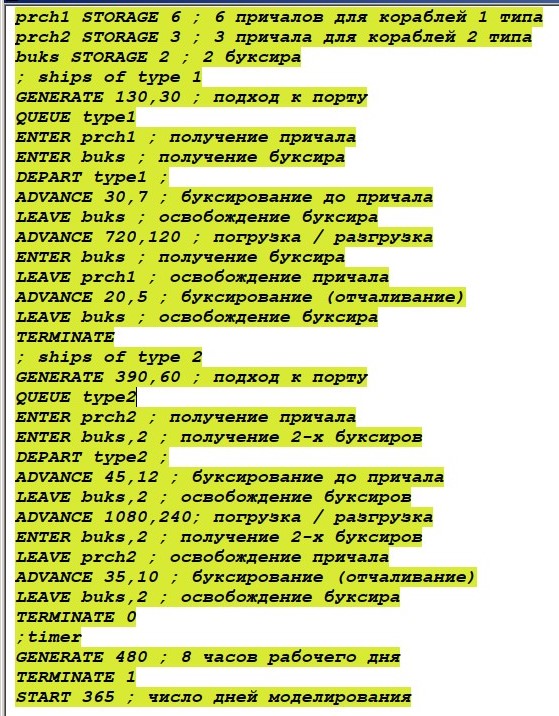 prch1 STORAGE 6 ; 6 причалов для кораблей 1 типа
prch2 STORAGE 3 ; 3 причала для кораблей 2 типа
buks STORAGE 2 ; 2 буксира
; ships of type 1
GENERATE 130,30 ; подход к порту
QUEUE type1
ENTER prch1 ; получение причала
ENTER buks ; получение буксира
DEPART type1 ;
ADVANCE 30,7 ; буксирование до причала
LEAVE buks ; освобождение буксира
ADVANCE 720,120 ; погрузка / разгрузка
ENTER buks ; получение буксира
LEAVE prch1 ; освобождение причала
ADVANCE 20,5 ; буксирование (отчаливание)
LEAVE buks ; освобождение буксира
TERMINATE
; ships of type 2
GENERATE 390,60 ; подход к порту
QUEUE type2
ENTER prch2 ; получение причала
ENTER buks,2 ; получение 2-х буксиров
DEPART type2 ;
ADVANCE 45,12 ; буксирование до причала
LEAVE buks,2 ; освобождение буксиров
ADVANCE 1080,240; погрузка / разгрузка
ENTER buks,2 ; получение 2-х буксиров
LEAVE prch2 ; освобождение причала
ADVANCE 35,10 ; буксирование (отчаливание)
LEAVE buks,2 ; освобождение буксира
TERMINATE 0
;timer
GENERATE 480 ; 8 часов рабочего дня
TERMINATE 1
START 365 ; число дней моделирования